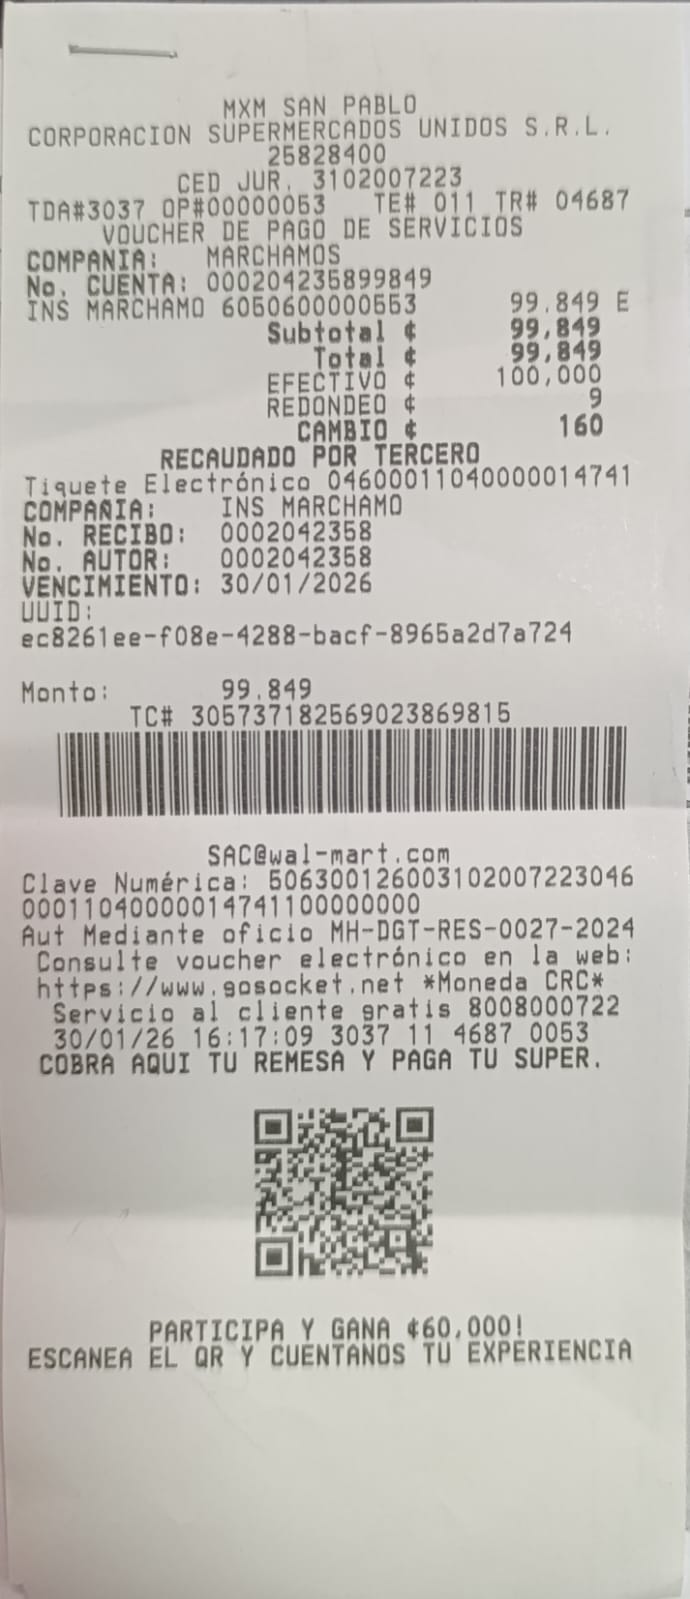 MXM SAN PABLO
CORPORACION SUPERMERCADOS UNIDOS S.R.L.
25828400
CED JUR. 3102007223
TDA#3037 OP#00000053 TE# 011 TR# 04687
VOUCHER DE PAGO DE SERVICIOS
COMPANIA: MARCHAMOS
No. CUENTA: 000204235899849
INS MARCHAMO 6050600000553 99.849 E
Subtotal ¢ 99,849
Total ¢ 99,849
EFECTIVO ¢ 100,000
REDONDEO ¢ 9
CAMBIO ¢ 160
RECAUDADO POR TERCERO
Tiquete Electrónico 04600011040000014741
COMPAÑIA: INS MARCHAMO
No. RECIBO: 0002042358
No. AUTOR: 0002042358
VENCIMIENTO: 30/01/2026
UUID:
ec8261ee-f08e-4288-bacf-8965a2d7a724
Monto: 99.849
TC# 305737182569023869815
SAC@wal-mart.com
Clave Numérica: 506300126003102007223046
00011040000014741100000000
Aut Mediante oficio MH-DGT-RES-0027-2024
Consulte voucher electrónico en la web:
https://www.gosocket.net *Moneda CRC*
Servicio al cliente gratis 8008000722
30/01/26 16:17:09 3037 11 4687 0053
COBRA AQUI TU REMESA Y PAGA TU SUPER.
PARTICIPA Y GANA ¢60,000!
ESCANEA EL QR Y CUENTANOS TU EXPERIENCIA